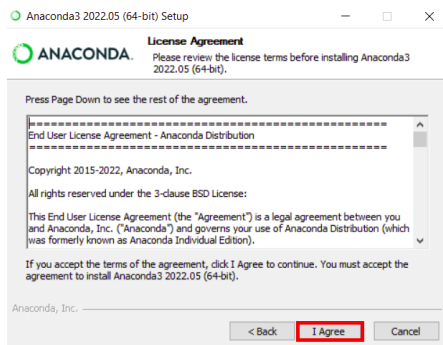 Anaconda3 2022.05 (64-bit) Setup
ANACONDA.
License Agreement
Please review the license terms before installing Anaconda3
2022.05 (64-bit).
Press Page Down to see the rest of the agreement.
====================================================
End User License Agreement - Anaconda Distribution
====================================================
Copyright 2015-2022, Anaconda, Inc.
All rights reserved under the 3-clause BSD License:
This End User License Agreement (the "Agreement") is a legal agreement between you
and Anaconda, Inc. ("Anaconda") and governs your use of Anaconda Distribution (which
was formerly known as Anaconda Individual Edition).
If you accept the terms of the agreement, click I Agree to continue. You must accept the
agreement to install Anaconda3 2022.05 (64-bit).
Anaconda, Inc.
< Back
I Agree
Cancel